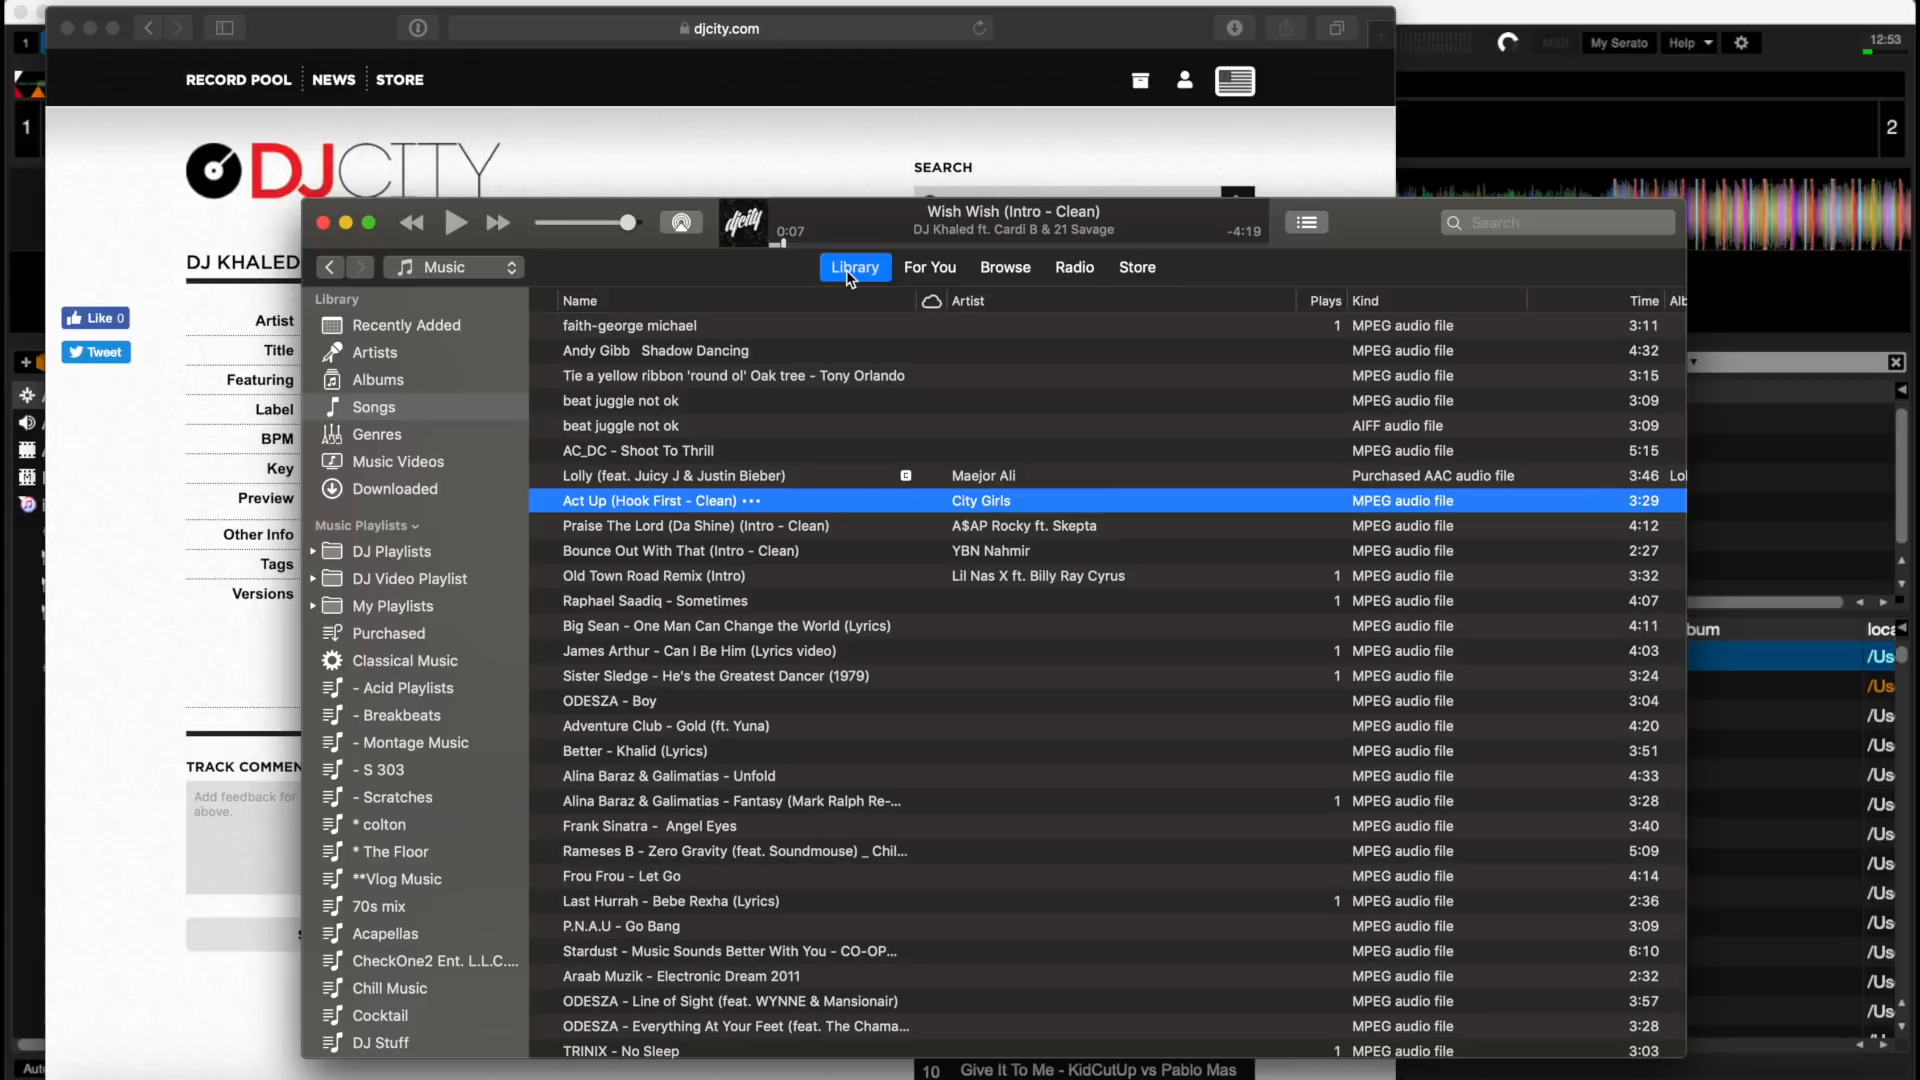 djcity.com
1
MIDI
My Serato
Help
12:53
RECORD POOL
NEWS
STORE
1
2
DJCITY
SEARCH
djcity
0:07
Wish Wish (Intro - Clean)
DJ Khaled ft. Cardi B & 21 Savage
-4:19
Search
DJ KHALED
Music
Library
For You
Browse
Radio
Store
Like 0
Tweet
Artist
Title
Featuring
Label
BPM
Key
Preview
Other Info
Tags
Versions
TRACK COMMEN
Add feedback for
above.
Library
Recently Added
Artists
Albums
Songs
Genres
Music Videos
Downloaded
Music Playlists
DJ Playlists
DJ Video Playlist
My Playlists
Purchased
Classical Music
- Acid Playlists
- Breakbeats
- Montage Music
- S 303
- Scratches
* colton
* The Floor
**Vlog Music
70s mix
Acapellas
CheckOne2 Ent. L.L.C....
Chill Music
Cocktail
DJ Stuff
Name Artist Plays Kind Time Alb
faith-george michael 1 MPEG audio file 3:11
Andy Gibb Shadow Dancing MPEG audio file 4:32
Tie a yellow ribbon 'round ol' Oak tree - Tony Orlando MPEG audio file 3:15
beat juggle not ok MPEG audio file 3:09
beat juggle not ok AIFF audio file 3:09
AC_DC - Shoot To Thrill MPEG audio file 5:15
Lolly (feat. Juicy J & Justin Bieber) C Maejor Ali Purchased AAC audio file 3:46 Lol
Act Up (Hook First - Clean) ••• City Girls MPEG audio file 3:29
Praise The Lord (Da Shine) (Intro - Clean) A$AP Rocky ft. Skepta MPEG audio file 4:12
Bounce Out With That (Intro - Clean) YBN Nahmir MPEG audio file 2:27
Old Town Road Remix (Intro) Lil Nas X ft. Billy Ray Cyrus 1 MPEG audio file 3:32
Raphael Saadiq - Sometimes 1 MPEG audio file 4:07
Big Sean - One Man Can Change the World (Lyrics) MPEG audio file 4:11
James Arthur - Can I Be Him (Lyrics video) 1 MPEG audio file 4:03
Sister Sledge - He's the Greatest Dancer (1979) 1 MPEG audio file 3:24
ODESZA - Boy MPEG audio file 3:04
Adventure Club - Gold (ft. Yuna) MPEG audio file 4:20
Better - Khalid (Lyrics) MPEG audio file 3:51
Alina Baraz & Galimatias - Unfold MPEG audio file 4:33
Alina Baraz & Galimatias - Fantasy (Mark Ralph Re-... 1 MPEG audio file 3:28
Frank Sinatra - Angel Eyes MPEG audio file 3:40
Rameses B - Zero Gravity (feat. Soundmouse) _ Chil... MPEG audio file 5:09
Frou Frou - Let Go MPEG audio file 4:14
Last Hurrah - Bebe Rexha (Lyrics) 1 MPEG audio file 2:36
P.N.A.U - Go Bang MPEG audio file 3:09
Stardust - Music Sounds Better With You - CO-OP... MPEG audio file 6:10
Araab Muzik - Electronic Dream 2011 MPEG audio file 2:32
ODESZA - Line of Sight (feat. WYNNE & Mansionair) MPEG audio file 3:57
ODESZA - Everything At Your Feet (feat. The Chama... MPEG audio file 3:28
TRINIX - No Sleep 1 MPEG audio file 3:03
bum loca
/Us
/Us
/Us
/Us
/Us
/Us
/Us
/Us
/Us
/Us
/Us
/Us
/Us
Aut
10 Give It To Me - KidCutUp vs Pablo Mas